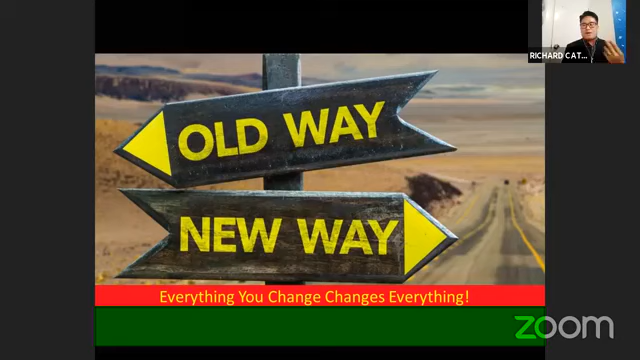 RICHARD CAT...
OLD WAY
NEW WAY
Everything You Change Changes Everything!
zoom